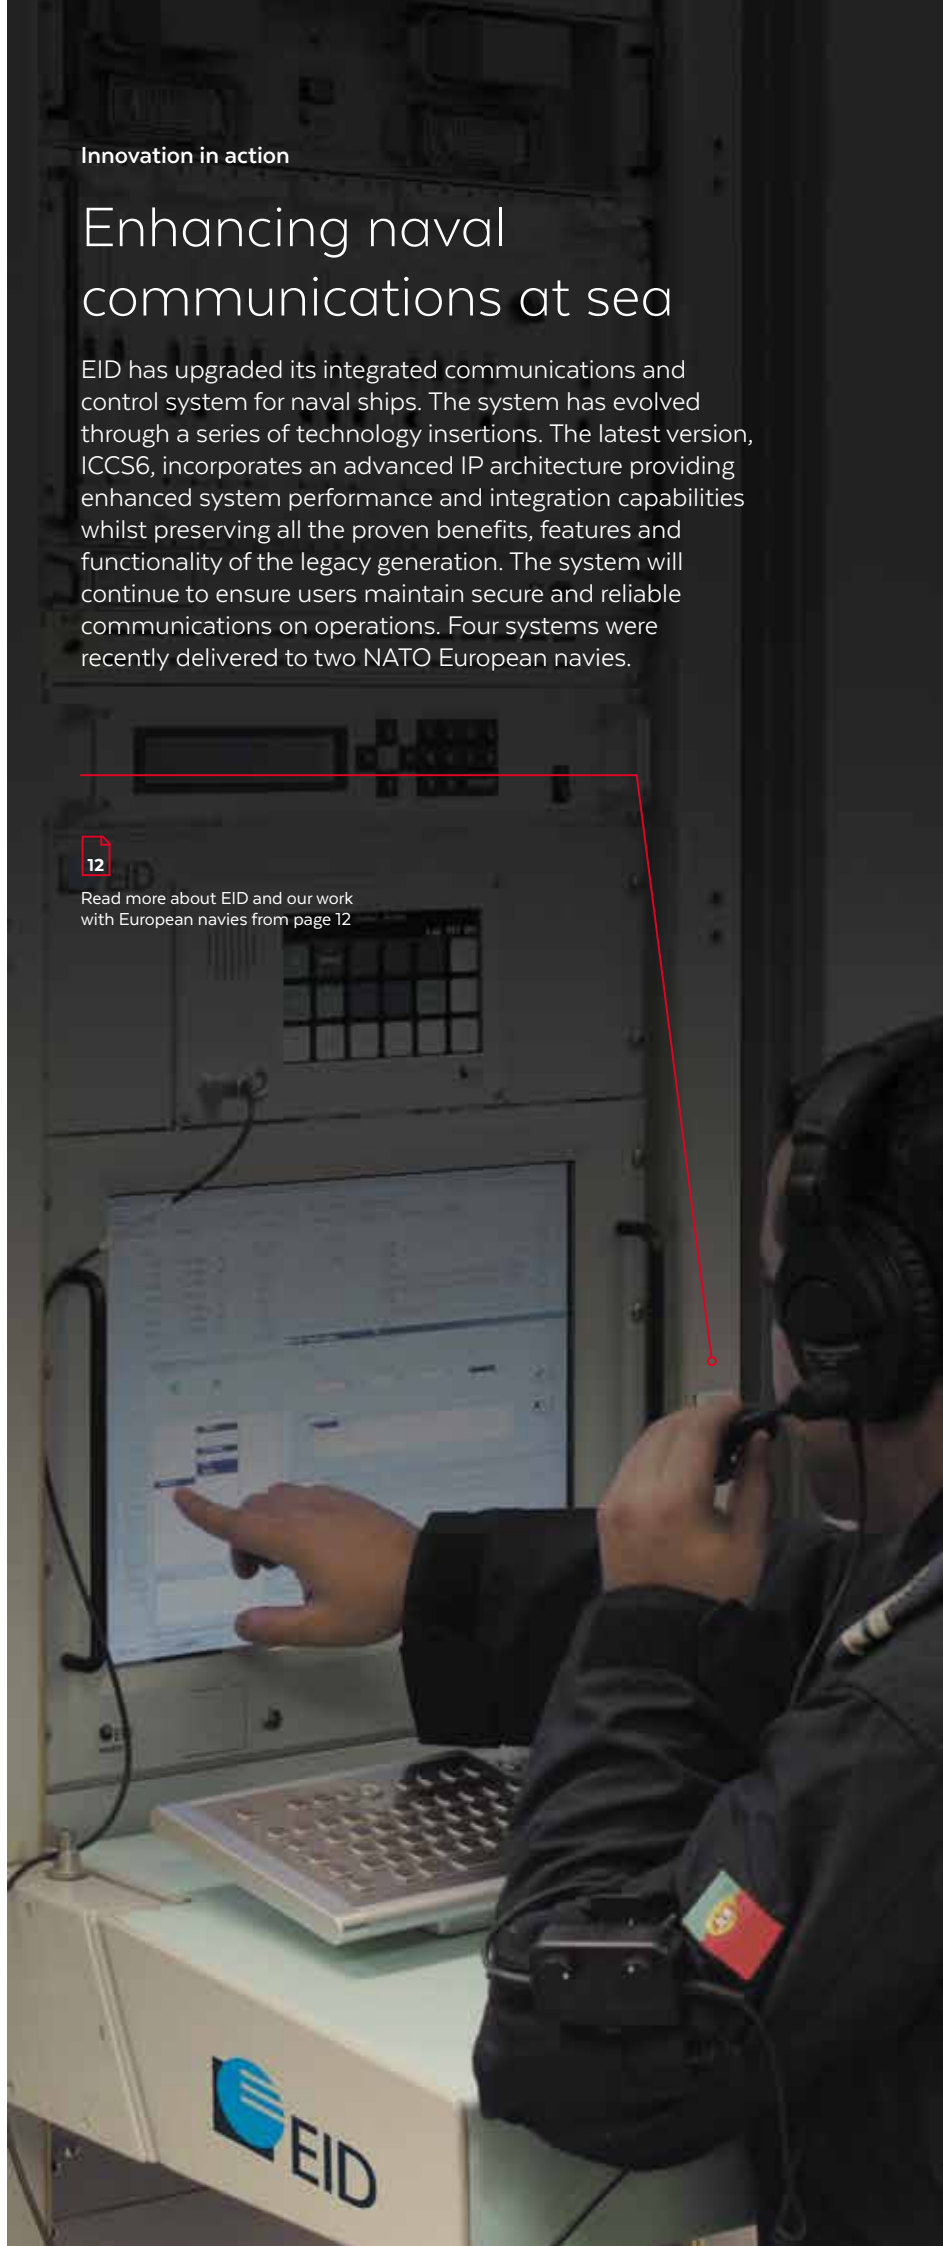 Innovation in action
Enhancing naval
communications at sea
EID has upgraded its integrated communications and
control system for naval ships. The system has evolved
through a series of technology insertions. The latest version,
ICCS6, incorporates an advanced IP architecture providing
enhanced system performance and integration capabilities
whilst preserving all the proven benefits, features and
functionality of the legacy generation. The system will
continue to ensure users maintain secure and reliable
communications on operations. Four systems were
recently delivered to two NATO European navies.
12
EID
Read more about EID and our work
with European navies from page 12
EID